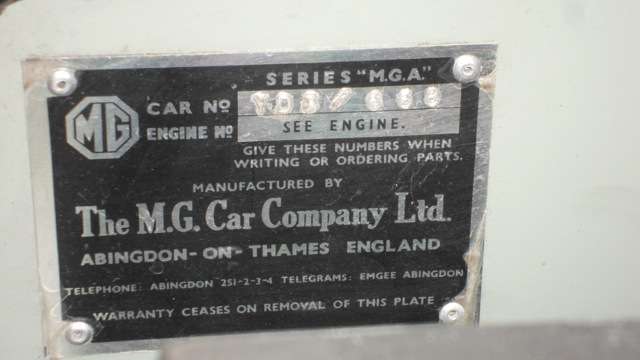 SERIES "M.G.A."
MG
CAR No
ENGINE No SEE ENGINE.
GIVE THESE NUMBERS WHEN
WRITING OR ORDERING PARTS.
MANUFACTURED BY
The M.G. Car Company Ltd.
ABINGDON-ON-THAMES ENGLAND
TELEPHONE: ABINGDON 251-2-3-4 TELEGRAMS: EMGEE ABINGDON
WARRANTY CEASES ON REMOVAL OF THIS PLATE